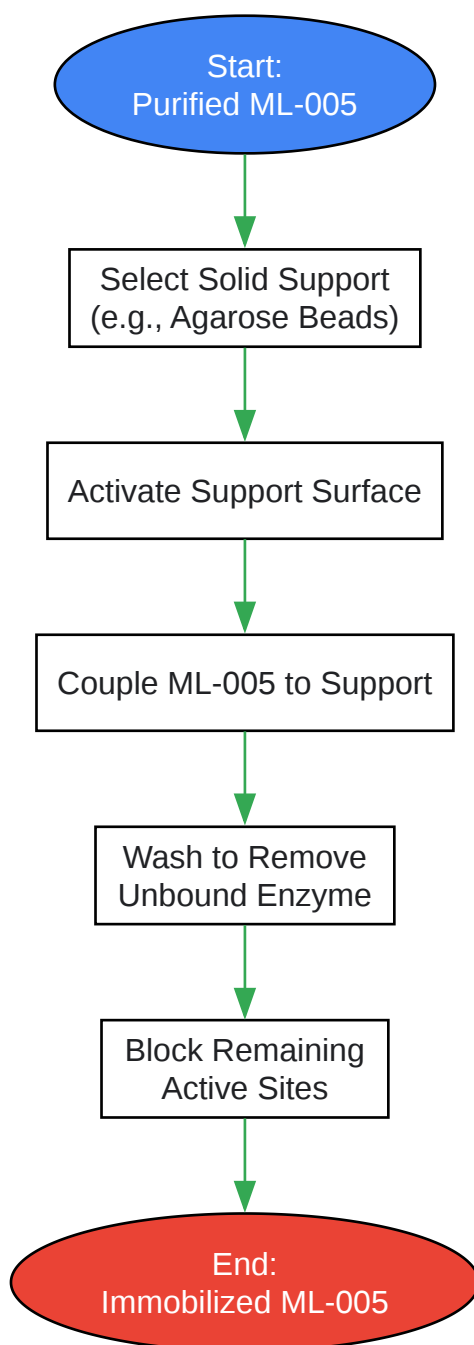 Start:
Purified ML-005
Select Solid Support
(e.g., Agarose Beads)
Activate Support Surface
Couple ML-005 to Support
Wash to Remove
Unbound Enzyme
Block Remaining
Active Sites
End:
Immobilized ML-005